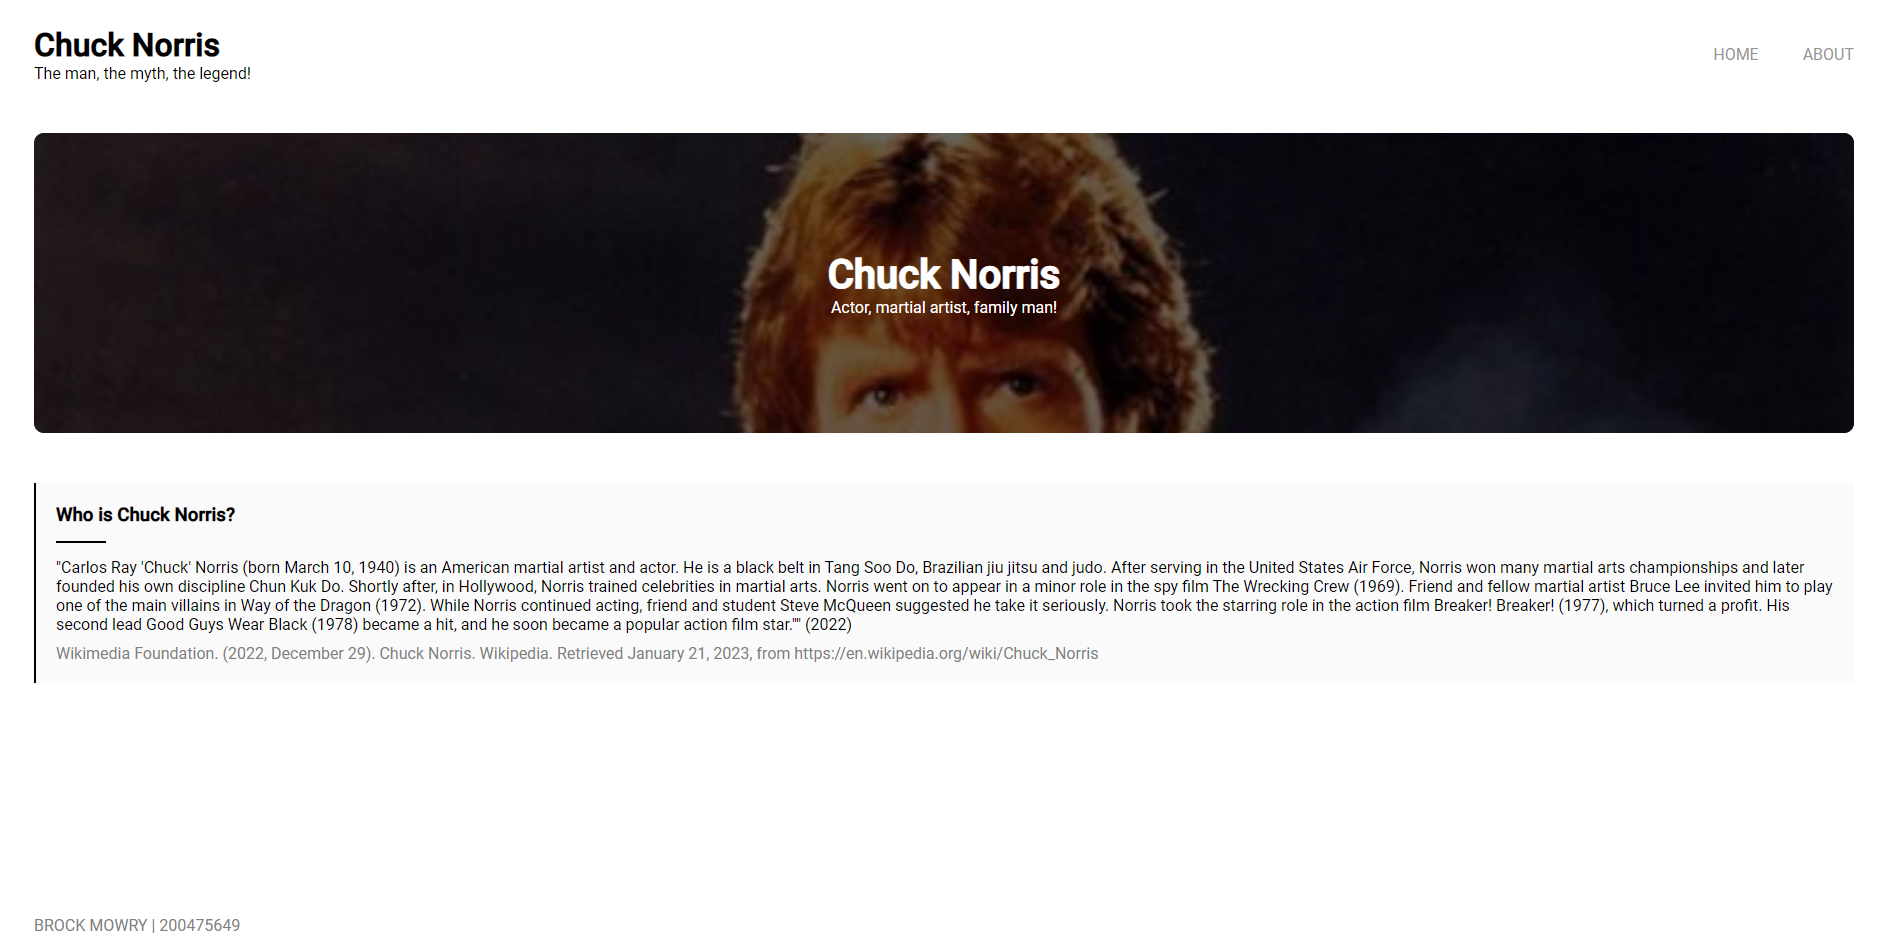 Chuck Norris
The man, the myth, the legend!
HOME ABOUT
Chuck Norris
Actor, martial artist, family man!
Who is Chuck Norris?
"Carlos Ray 'Chuck' Norris (born March 10, 1940) is an American martial artist and actor. He is a black belt in Tang Soo Do, Brazilian jiu jitsu and judo. After serving in the United States Air Force, Norris won many martial arts championships and later
founded his own discipline Chun Kuk Do. Shortly after, in Hollywood, Norris trained celebrities in martial arts. Norris went on to appear in a minor role in the spy film The Wrecking Crew (1969). Friend and fellow martial artist Bruce Lee invited him to play
one of the main villains in Way of the Dragon (1972). While Norris continued acting, friend and student Steve McQueen suggested he take it seriously. Norris took the starring role in the action film Breaker! Breaker! (1977), which turned a profit. His
second lead Good Guys Wear Black (1978) became a hit, and he soon became a popular action film star."" (2022)
Wikimedia Foundation. (2022, December 29). Chuck Norris. Wikipedia. Retrieved January 21, 2023, from https://en.wikipedia.org/wiki/Chuck_Norris
BROCK MOWRY | 200475649